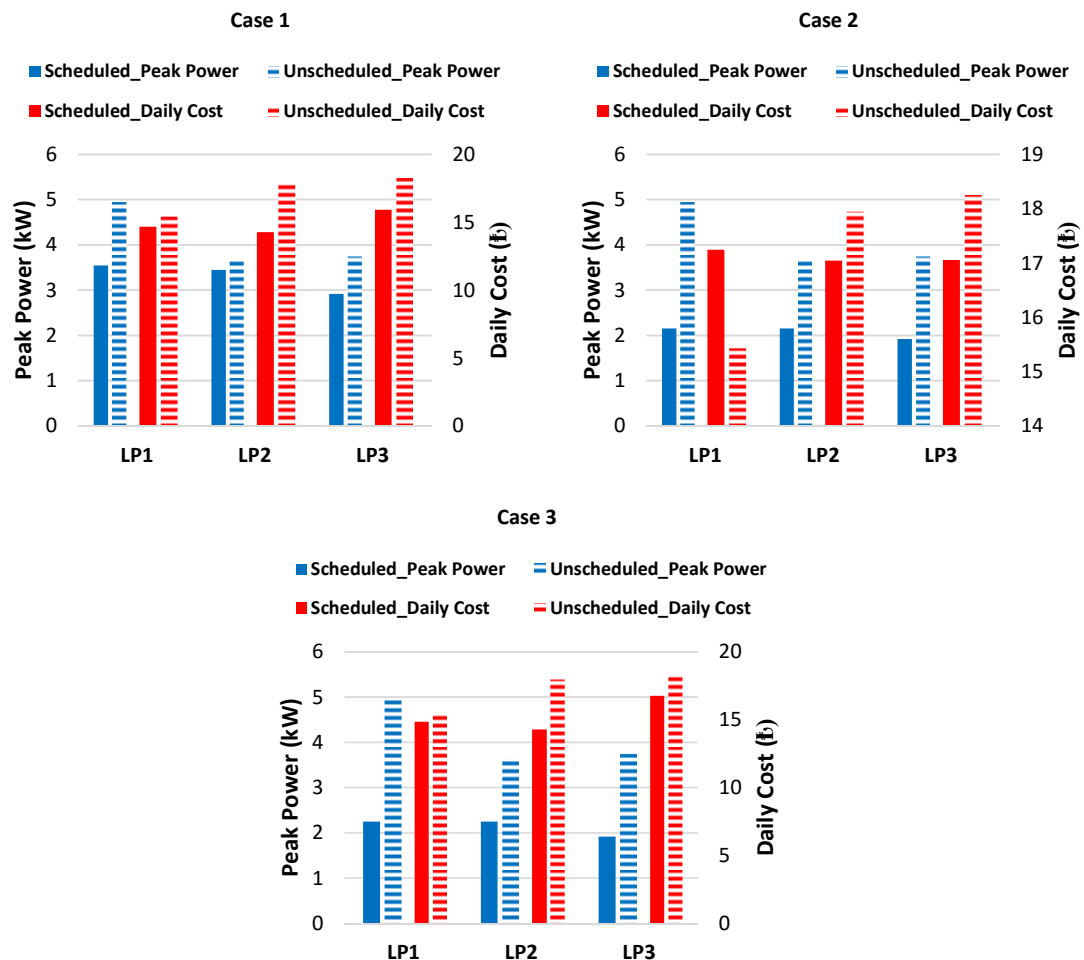 Case 1
Scheduled_Peak Power Unscheduled_Peak Power
Scheduled_Daily Cost Unscheduled_Daily Cost
6 20
5
15
4
3 10
2
5
1
0 0
Peak Power (kW)
Daily Cost (₺)
LP1 LP2 LP3
Case 2
Scheduled_Peak Power Unscheduled_Peak Power
Scheduled_Daily Cost Unscheduled_Daily Cost
6 19
5 18
4
17
3
16
2
15
1
0 14
Peak Power (kW)
Daily Cost (₺)
LP1 LP2 LP3
Case 3
Scheduled_Peak Power Unscheduled_Peak Power
Scheduled_Daily Cost Unscheduled_Daily Cost
6 20
5
15
4
3 10
2
5
1
0 0
Peak Power (kW)
Daily Cost (₺)
LP1 LP2 LP3